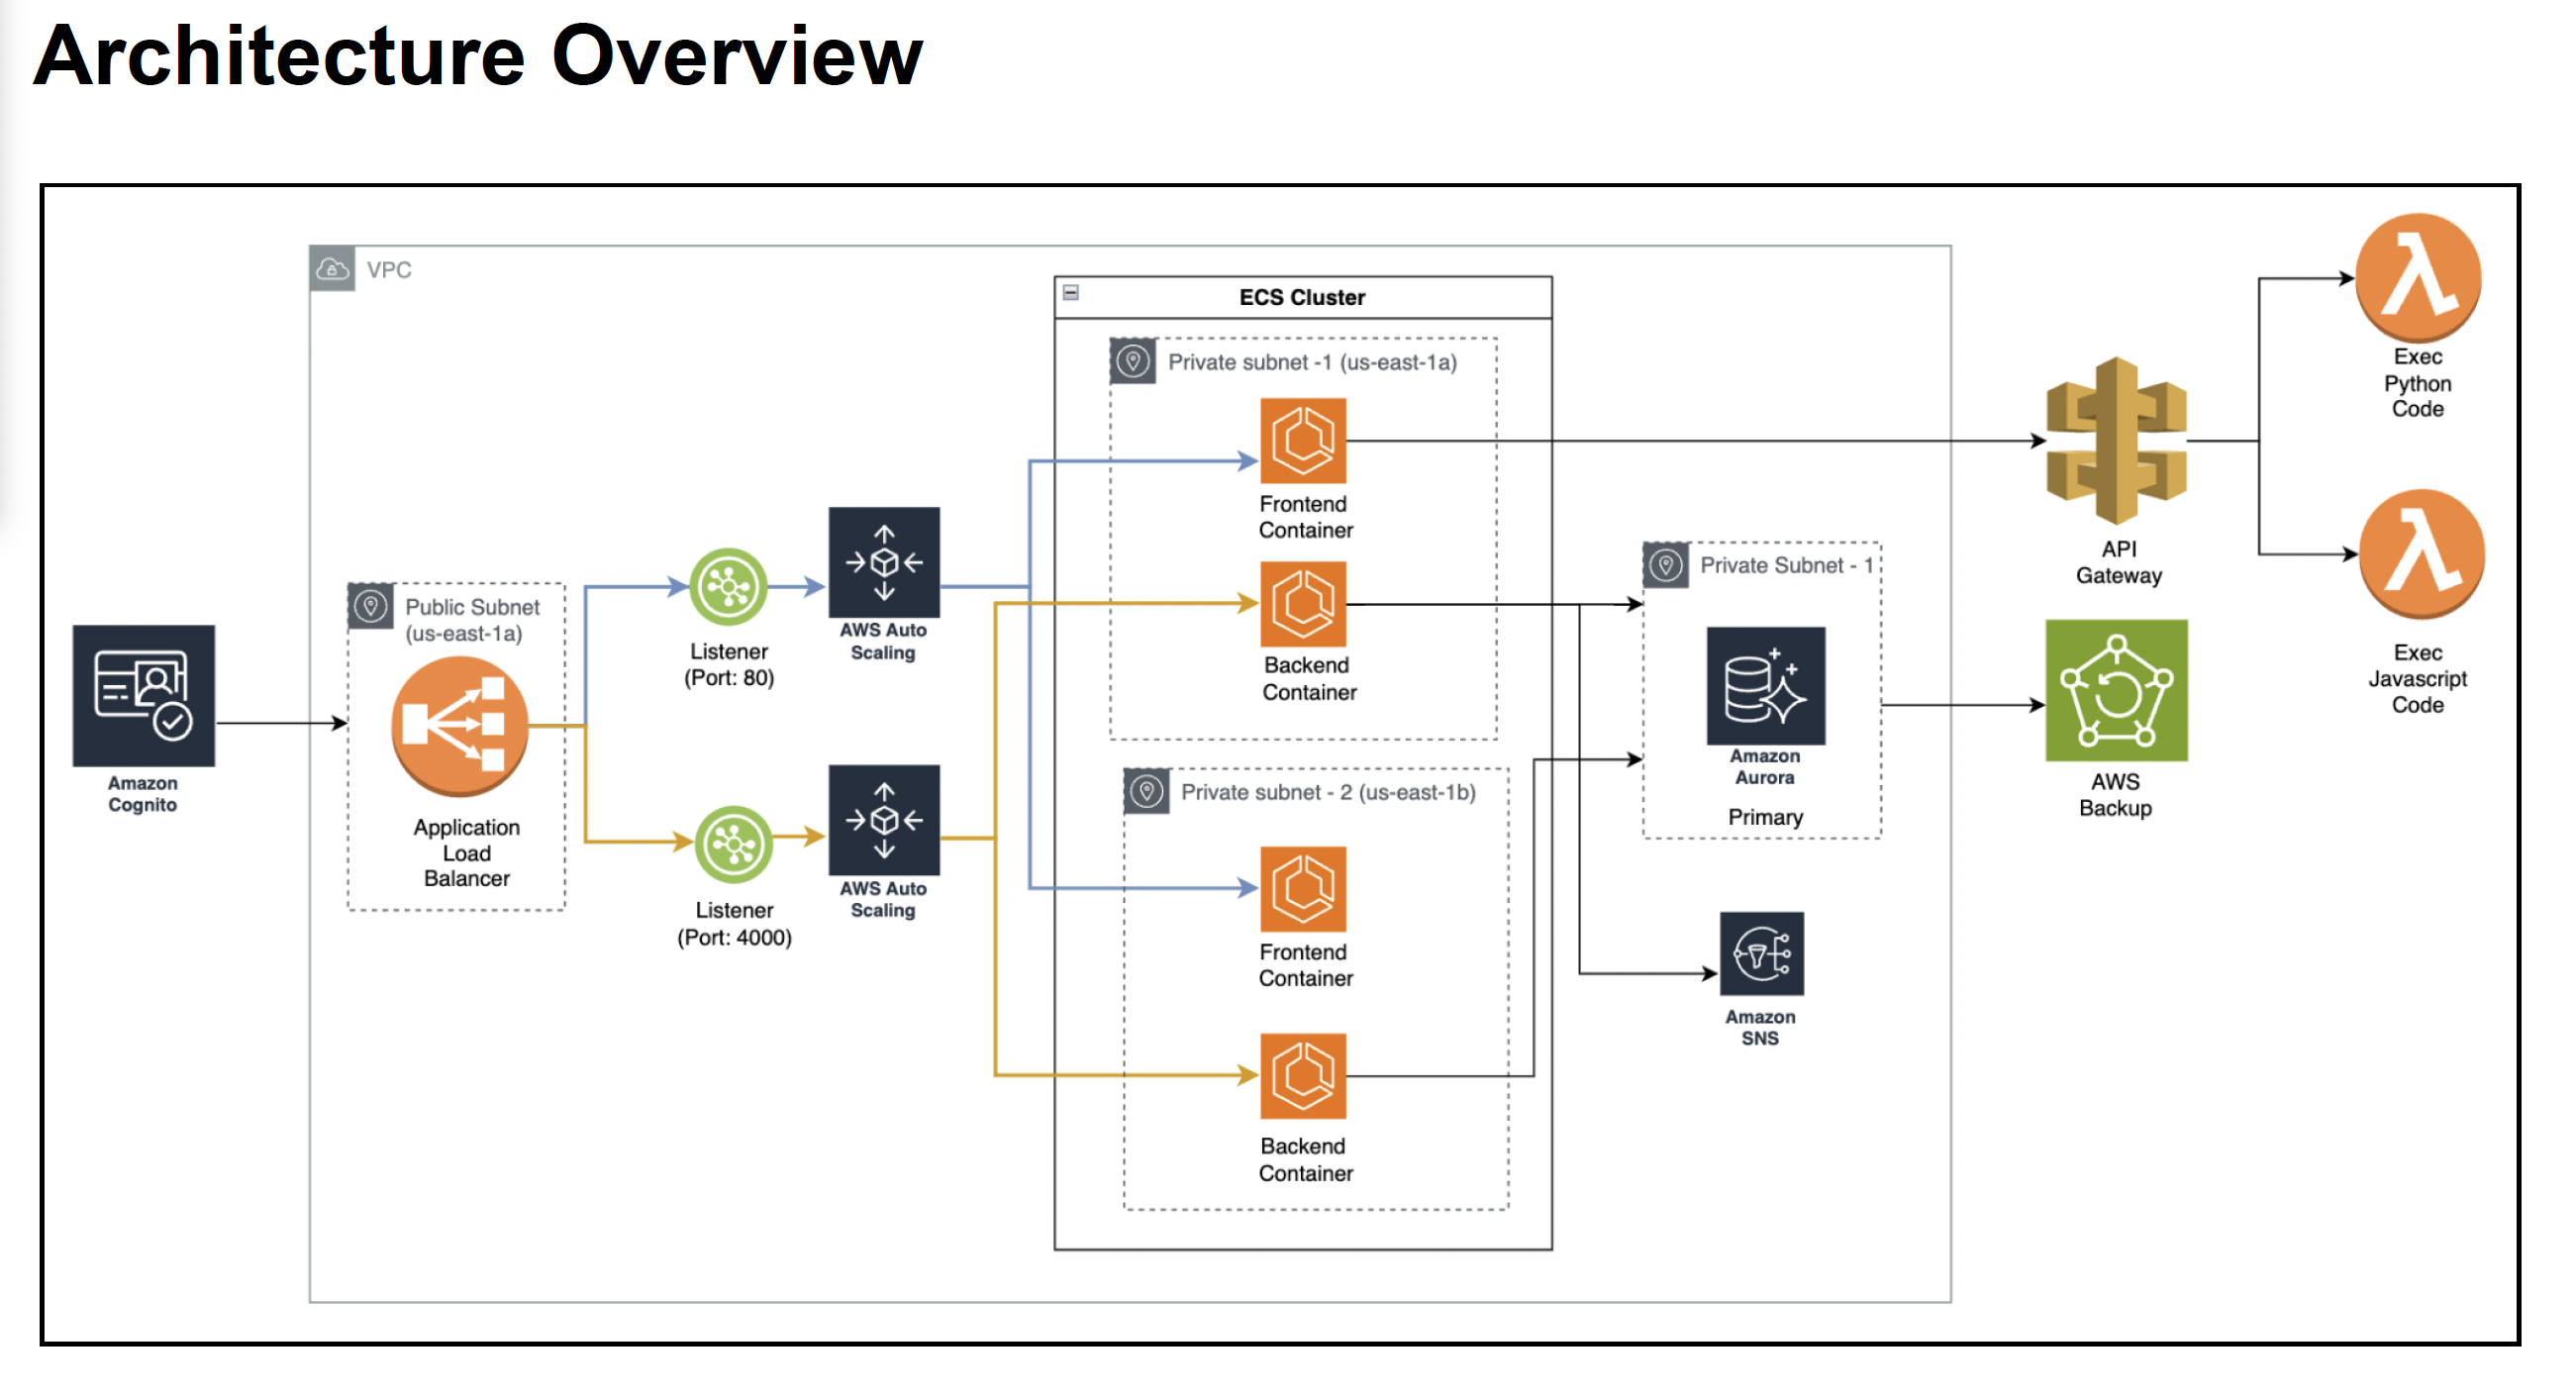 Architecture Overview
VPC
ECS Cluster
Private subnet -1 (us-east-1a)
Frontend
Container
Backend
Container
Private subnet - 2 (us-east-1b)
Frontend
Container
Backend
Container
Amazon
Cognito
Public Subnet
(us-east-1a)
Application
Load
Balancer
Listener
(Port: 80)
AWS Auto
Scaling
Listener
(Port: 4000)
AWS Auto
Scaling
Private Subnet - 1
Amazon
Aurora
Primary
Amazon
SNS
API
Gateway
AWS
Backup
Exec
Python
Code
Exec
Javascript
Code